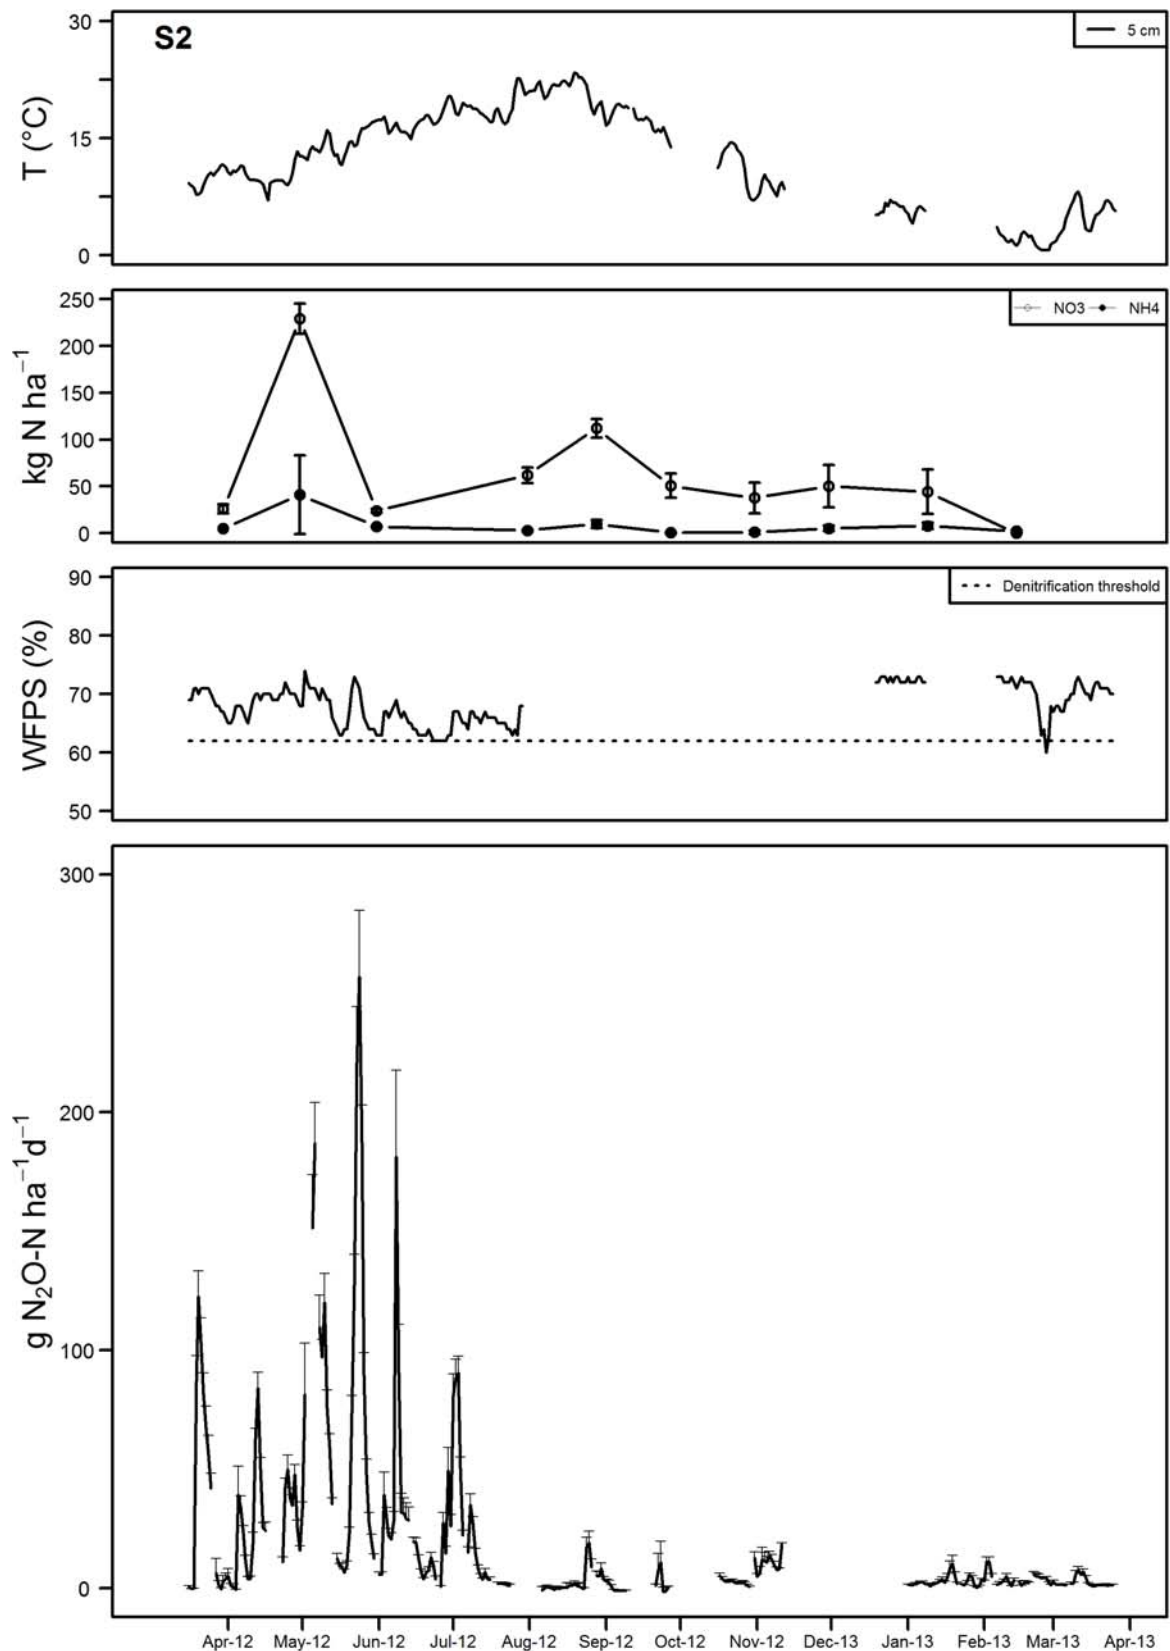 S2
5 cm
30
15
0
T (°C)
NO3 NH4
250
200
150
100
50
0
kg N ha⁻¹
Denitrification threshold
90
80
70
60
50
WFPS (%)
300
200
100
0
g N₂O-N ha⁻¹d⁻¹
Apr-12 May-12 Jun-12 Jul-12 Aug-12 Sep-12 Oct-12 Nov-12 Dec-13 Jan-13 Feb-13 Mar-13 Apr-13